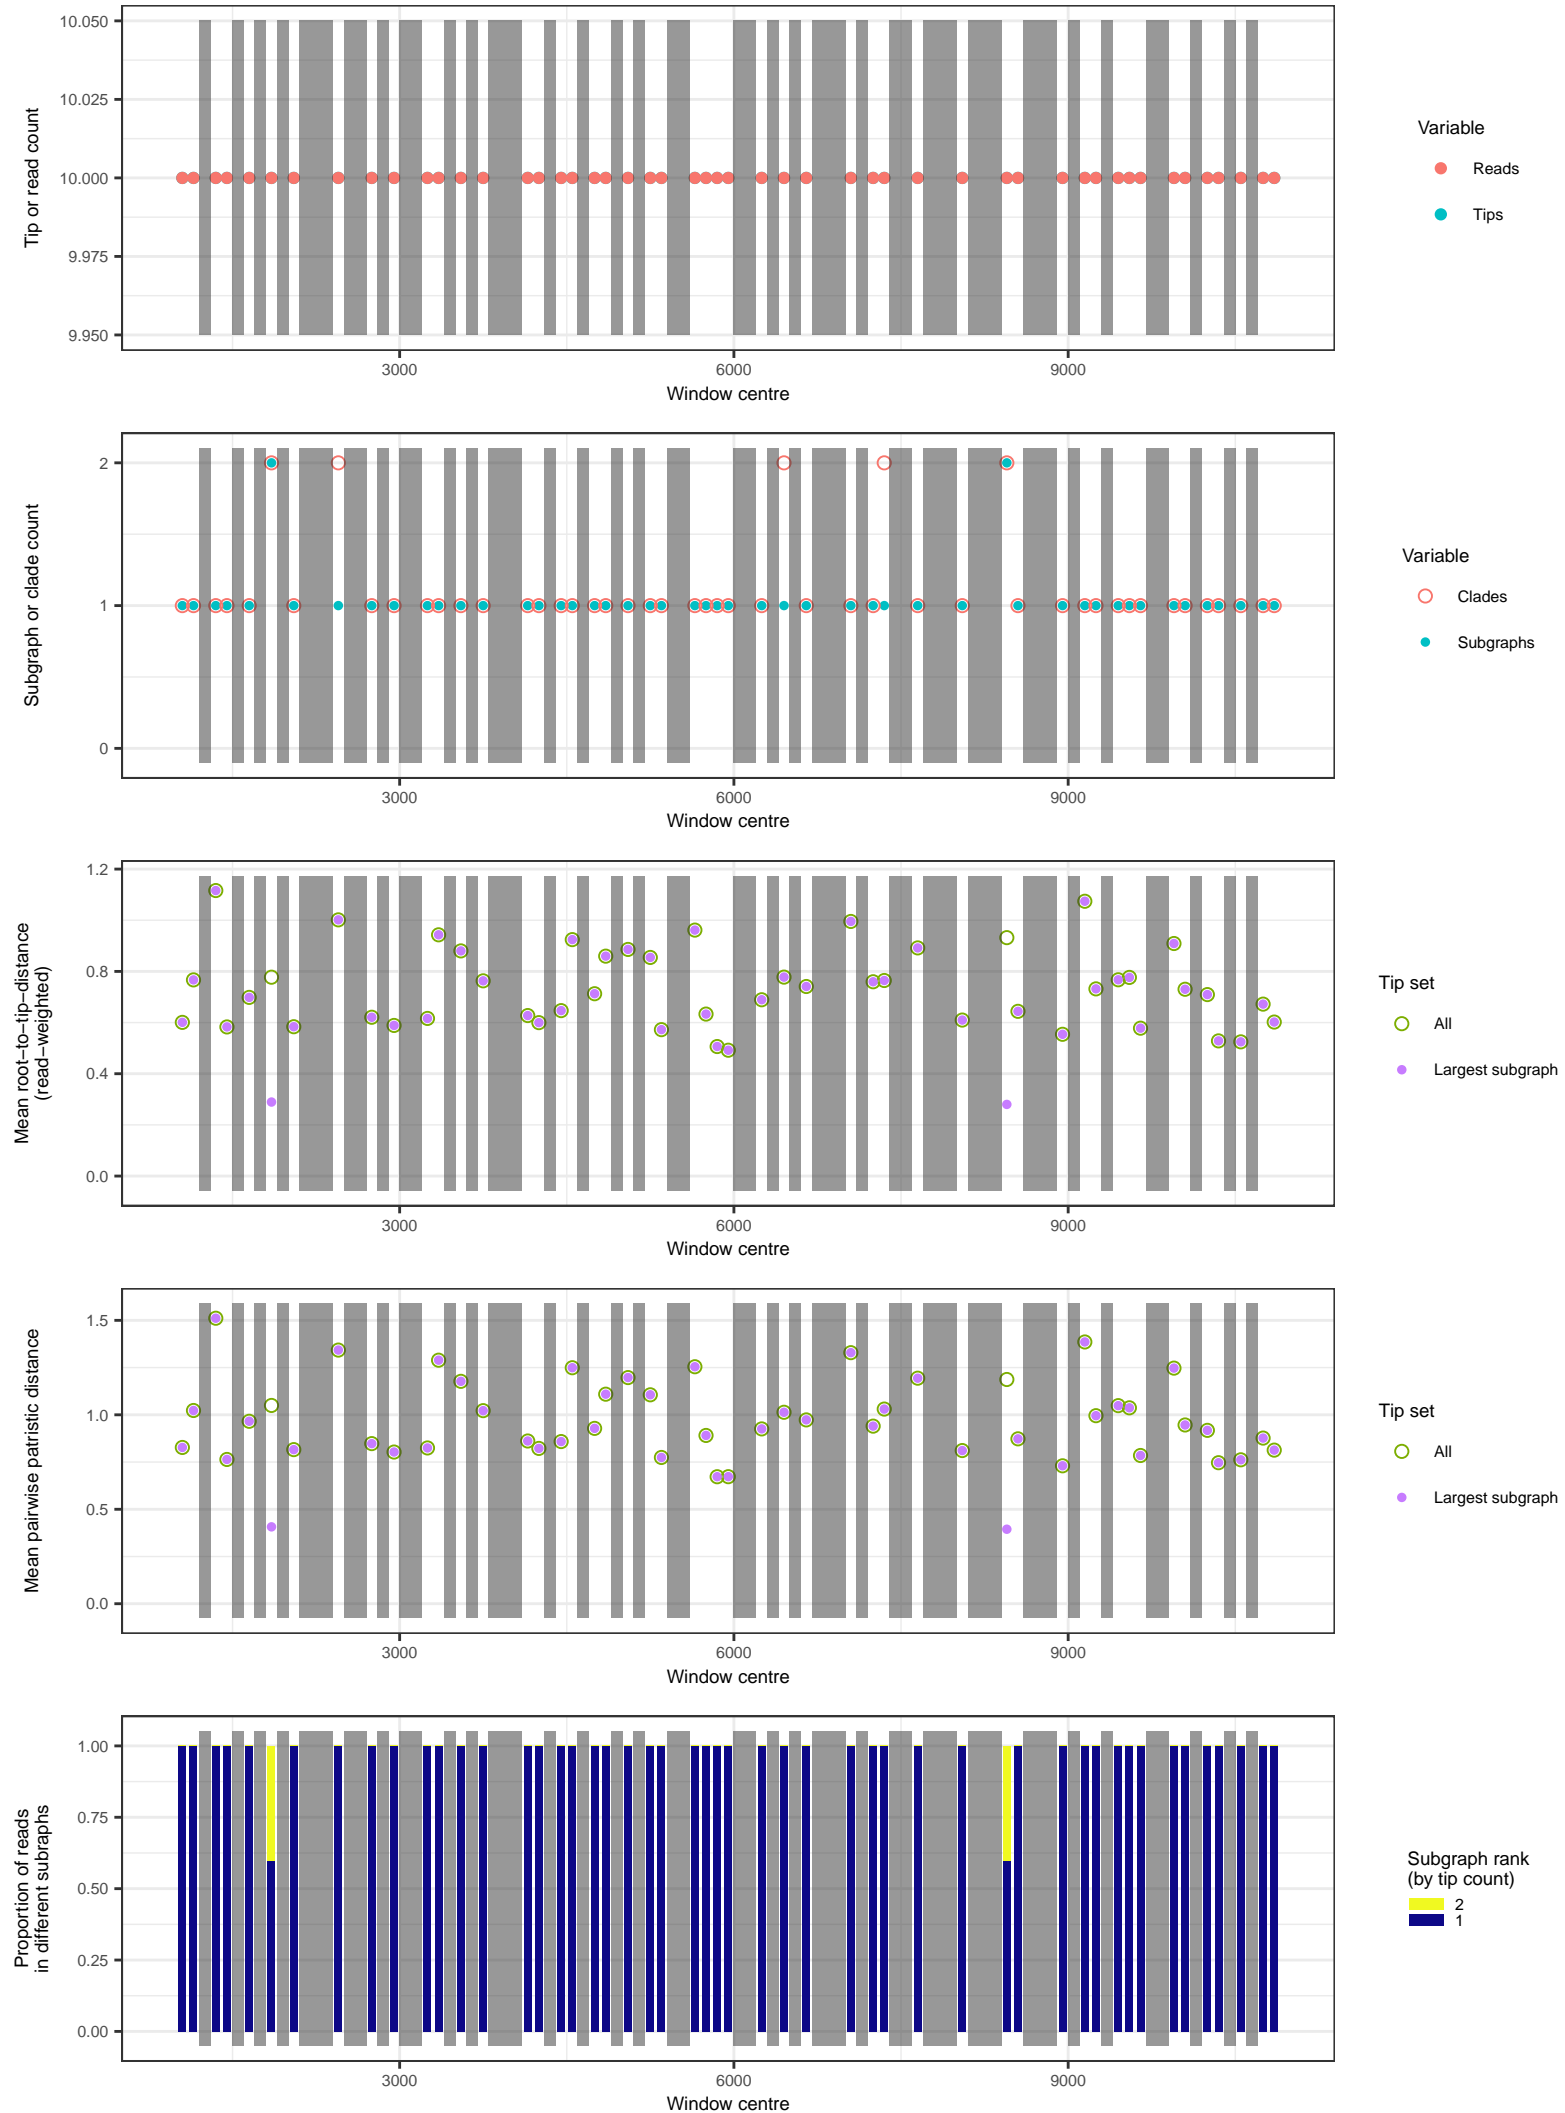 10.050
10.025
10.000
9.975
9.950
Tip or read count
3000
6000
9000
Window centre
Variable
Reads
Tips
2
1
0
Subgraph or clade count
3000
6000
9000
Window centre
Variable
Clades
Subgraphs
1.2
0.8
0.4
0.0
Mean root−to−tip−distance
(read−weighted)
3000
6000
9000
Window centre
Tip set
All
Largest subgraph
1.5
1.0
0.5
0.0
Mean pairwise patristic distance
3000
6000
9000
Window centre
Tip set
All
Largest subgraph
1.00
0.75
0.50
0.25
0.00
Proportion of reads
in different subraphs
3000
6000
9000
Window centre
Subgraph rank
(by tip count)
2
1